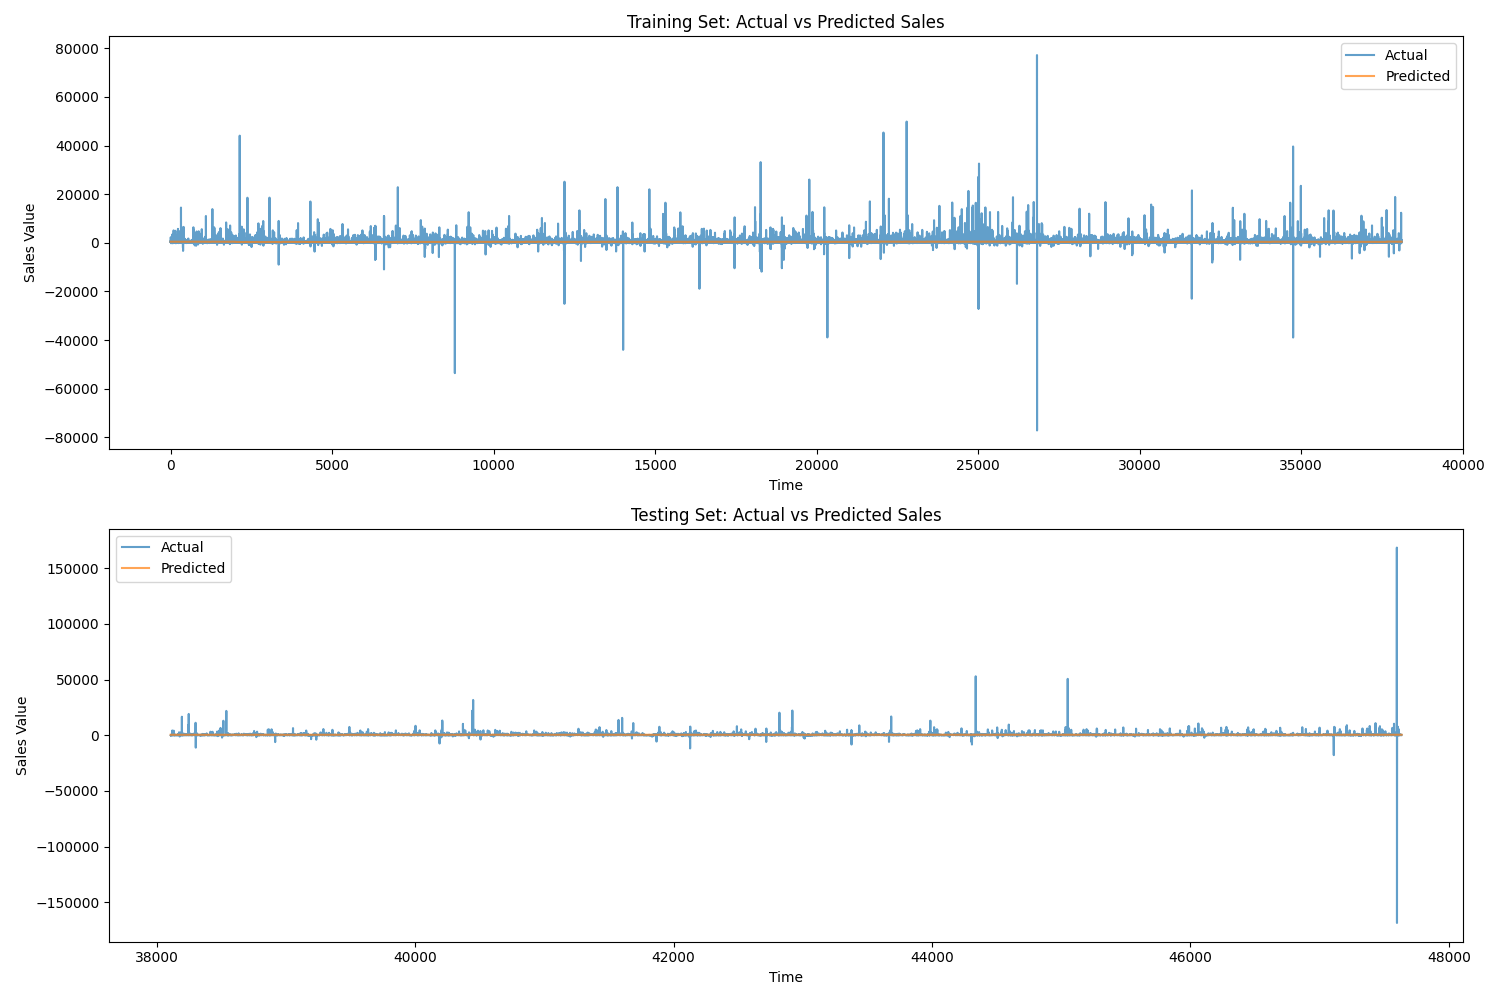 Training Set: Actual vs Predicted Sales
80000
60000
40000
20000
0
−20000
−40000
−60000
−80000
Sales Value
Actual
Predicted
0 5000 10000 15000 20000 25000 30000 35000 40000
Time
Testing Set: Actual vs Predicted Sales
Actual
Predicted
150000
100000
50000
0
−50000
−100000
−150000
Sales Value
38000 40000 42000 44000 46000 48000
Time